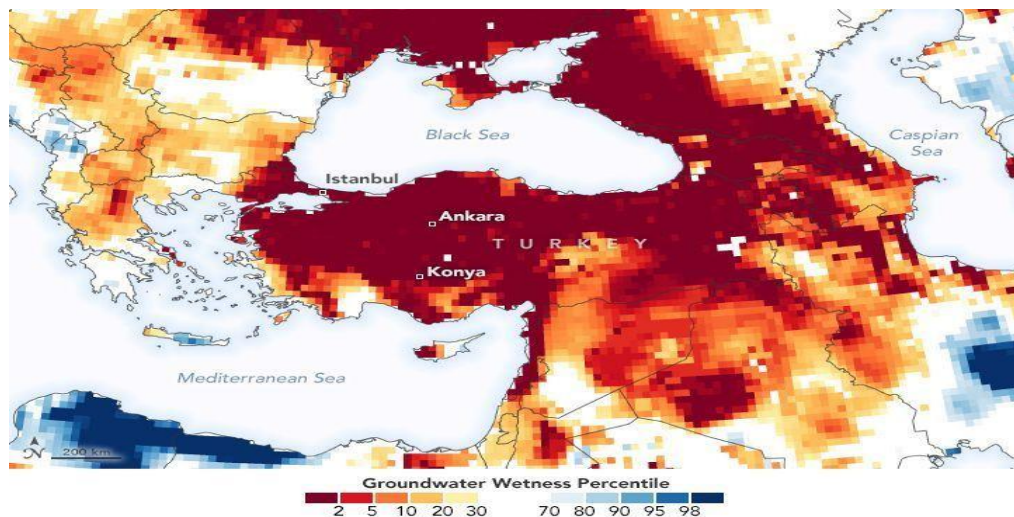 Black Sea
Caspian
Sea
Istanbul
Ankara
TURKEY
Konya
Mediterranean Sea
N
200 km
Groundwater Wetness Percentile
2 5 10 20 30 70 80 90 95 98